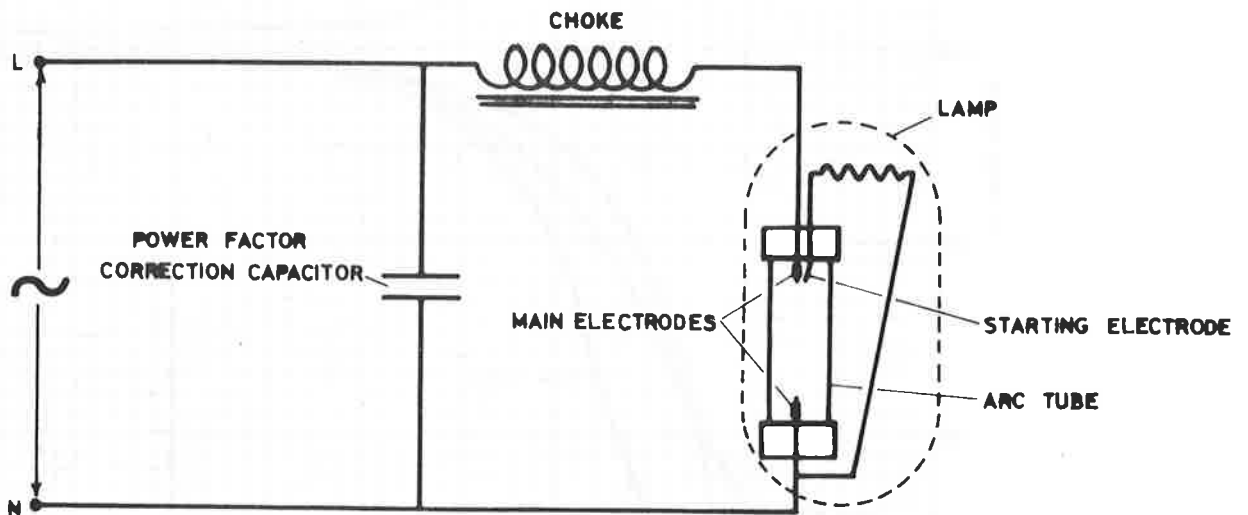 CHOKE
L
LAMP
POWER FACTOR
CORRECTION CAPACITOR
MAIN ELECTRODES
STARTING ELECTRODE
ARC TUBE
N